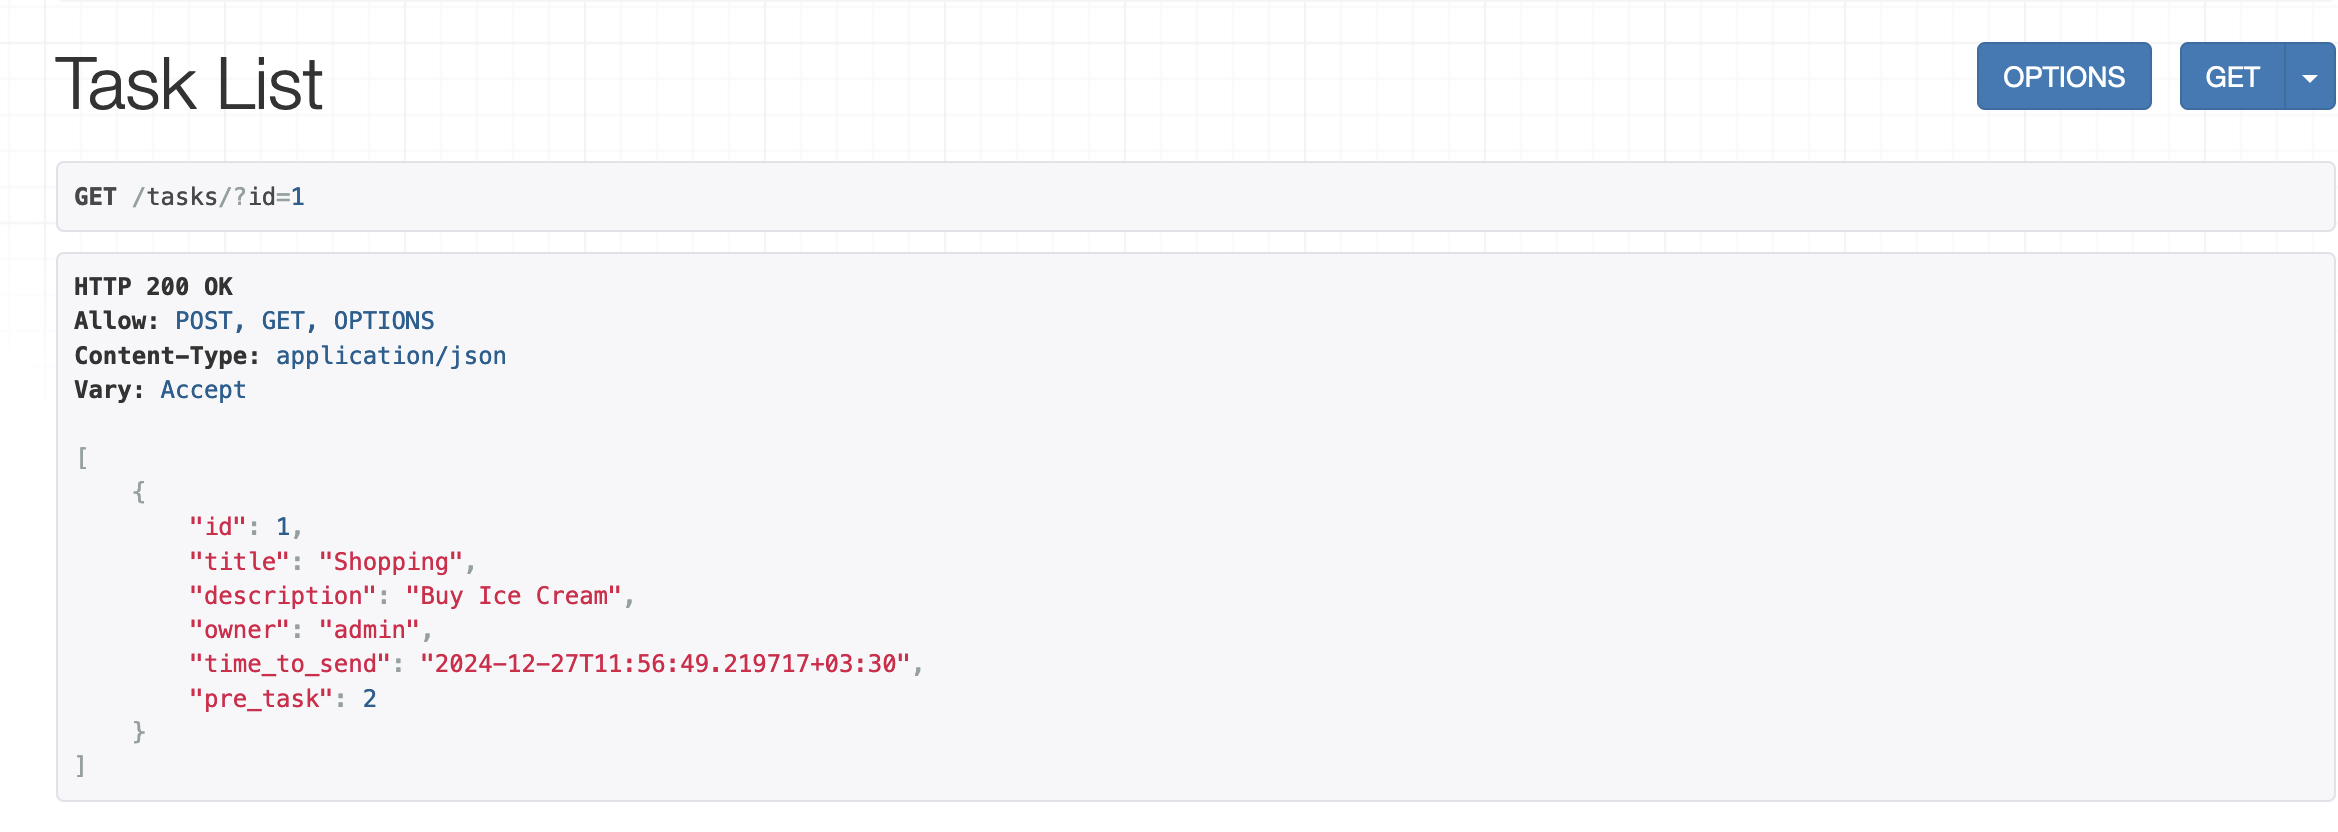 Task List
OPTIONS
GET
GET /tasks/?id=1
HTTP 200 OK
Allow: POST, GET, OPTIONS
Content-Type: application/json
Vary: Accept
[
    {
        "id": 1,
        "title": "Shopping",
        "description": "Buy Ice Cream",
        "owner": "admin",
        "time_to_send": "2024-12-27T11:56:49.219717+03:30",
        "pre_task": 2
    }
]